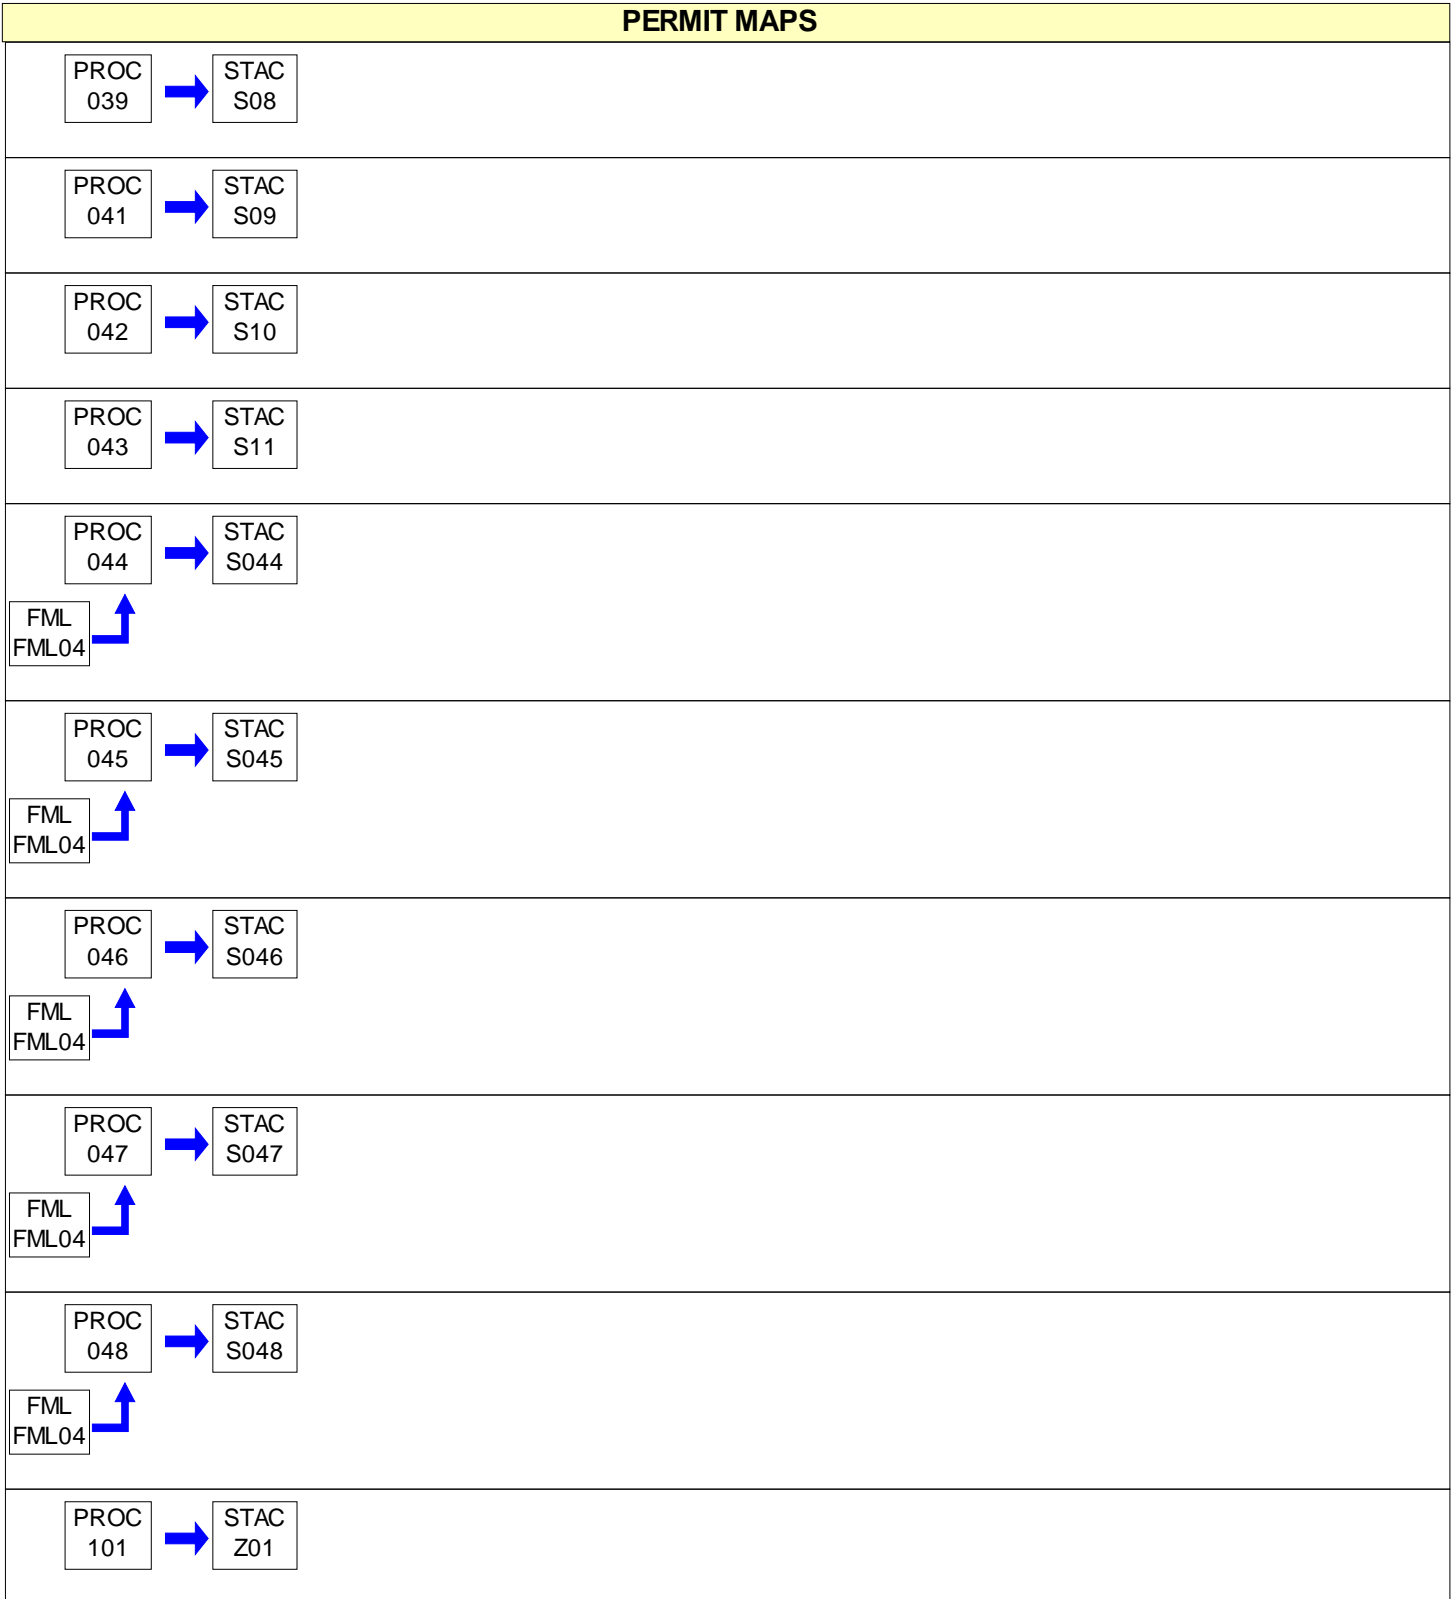 PERMIT MAPS
PROC STAC
039 S08
PROC STAC
041 S09
PROC STAC
042 S10
PROC STAC
043 S11
PROC STAC
044 S044
FML
FML04
PROC STAC
045 S045
FML
FML04
PROC STAC
046 S046
FML
FML04
PROC STAC
047 S047
FML
FML04
PROC STAC
048 S048
FML
FML04
PROC STAC
101 Z01